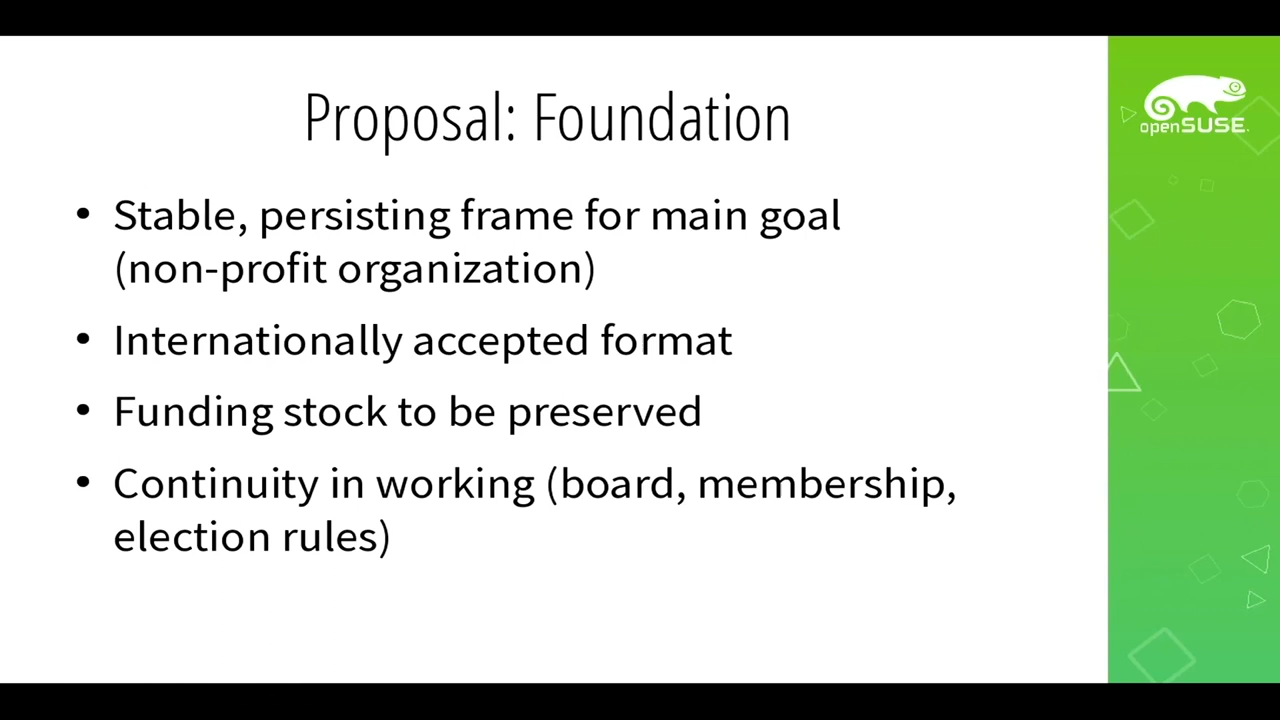 Proposal: Foundation
openSUSE
• Stable, persisting frame for main goal
(non-profit organization)
• Internationally accepted format
• Funding stock to be preserved
• Continuity in working (board, membership,
election rules)